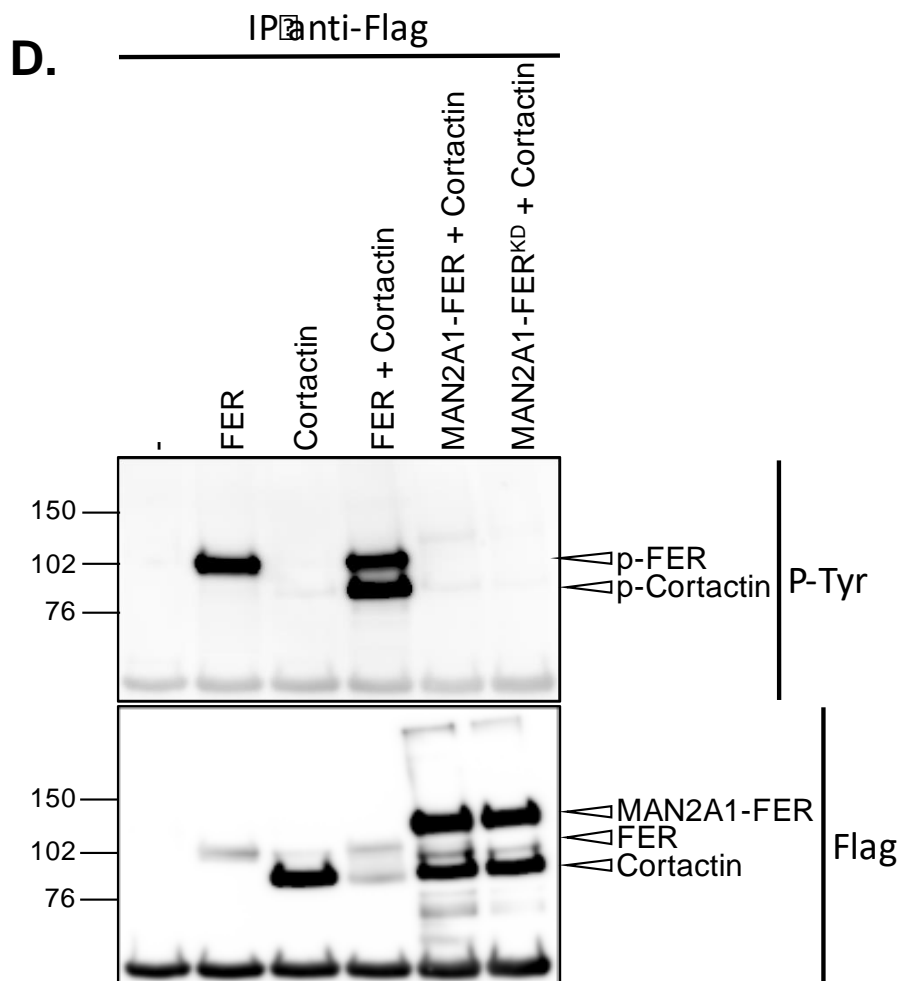 D.
IP anti-Flag
-
FER
Cortactin
FER + Cortactin
MAN2A1-FER + Cortactin
MAN2A1-FERᴷᴰ + Cortactin
150
102
76
p-FER
p-Cortactin
P-Tyr
150
102
76
MAN2A1-FER
FER
Cortactin
Flag